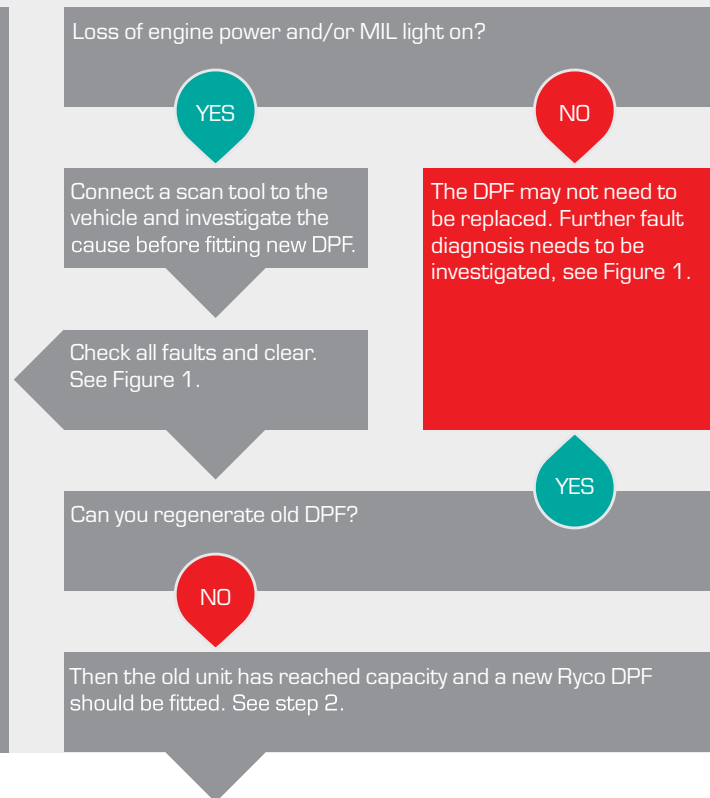 Loss of engine power and/or MIL light on?
YES
NO
Connect a scan tool to the
vehicle and investigate the
cause before fitting new DPF.
The DPF may not need to
be replaced. Further fault
diagnosis needs to be
investigated, see Figure 1.
Check all faults and clear.
See Figure 1.
YES
Can you regenerate old DPF?
NO
Then the old unit has reached capacity and a new Ryco DPF
should be fitted. See step 2.